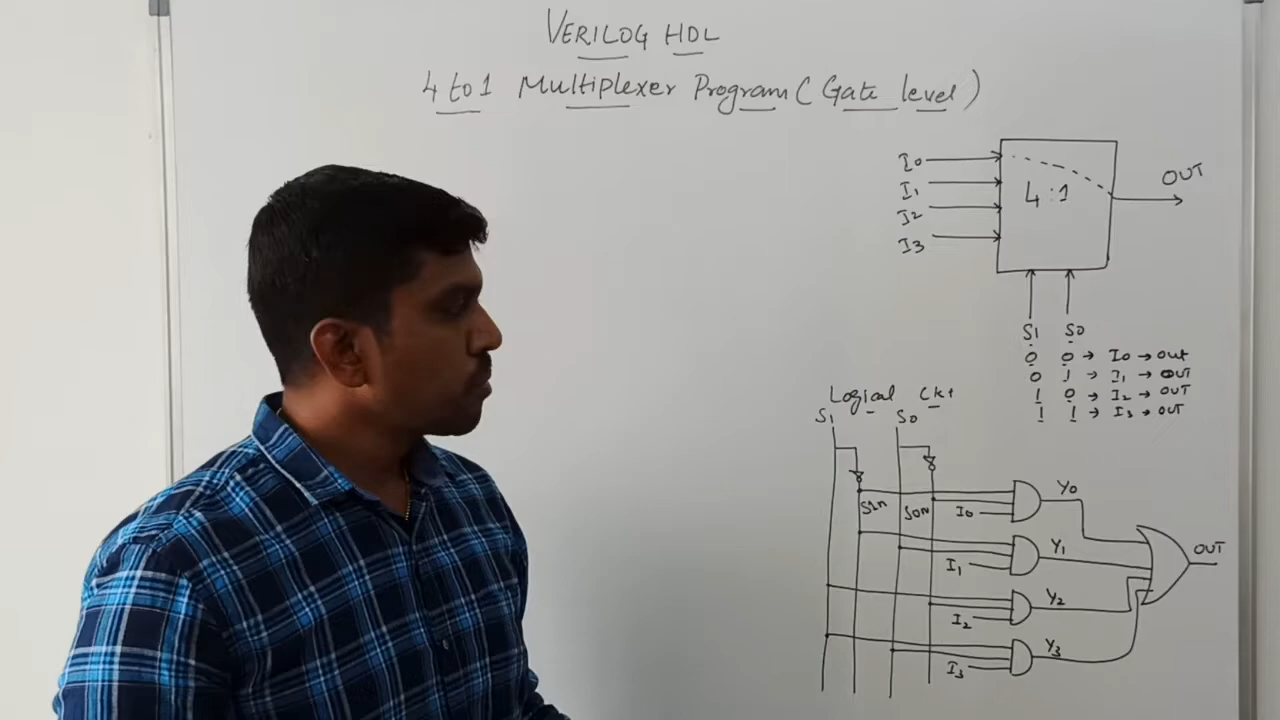 VERILOG HDL
4 to 1 Multiplexer Program (Gate level)
I0
I1
I2
I3
4:1
OUT
S1 S0
0 0 → I0 → out
0 1 → I1 → OUT
1 0 → I2 → OUT
1 1 → I3 → OUT
Logical Ckt
S1 S0
S1n S0n I0 Y0
I1 Y1 OUT
I2 Y2
I3 Y3